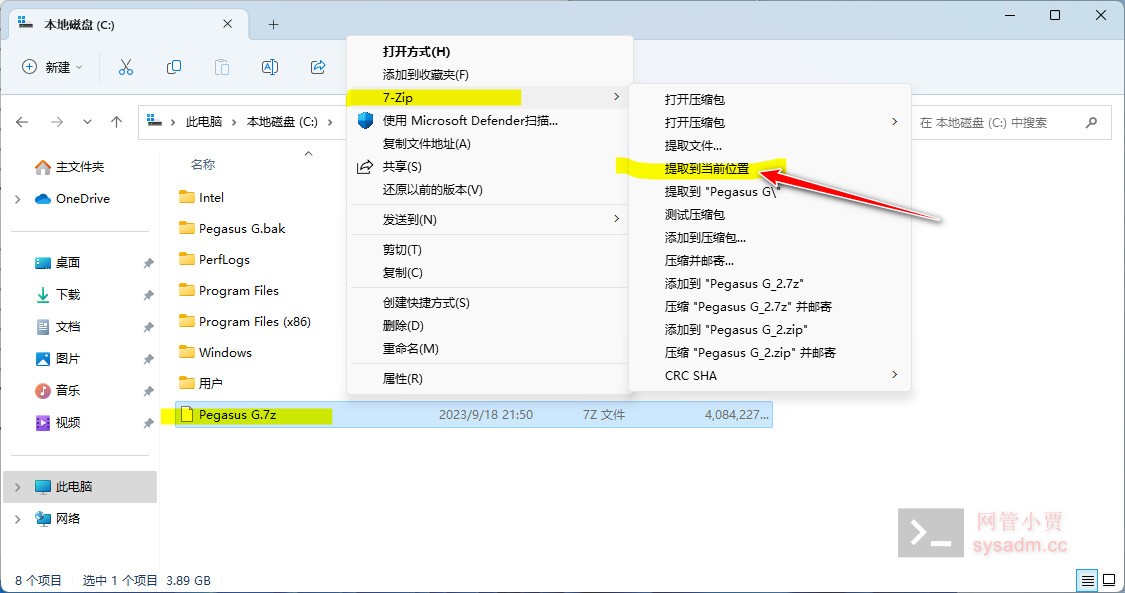 本地磁盘 (C:)
新建
此电脑
本地磁盘 (C:)
在 本地磁盘 (C:) 中搜索
主文件夹
OneDrive
桌面
下载
文档
图片
音乐
视频
此电脑
网络
名称
Intel
Pegasus G.bak
PerfLogs
Program Files
Program Files (x86)
Windows
用户
Pegasus G.7z 2023/9/18 21:50 7Z 文件 4,084,227...
打开方式(H)
添加到收藏夹(F)
7-Zip
使用 Microsoft Defender扫描...
复制文件地址(A)
共享(S)
还原以前的版本(V)
发送到(N)
剪切(T)
复制(C)
创建快捷方式(S)
删除(D)
重命名(M)
属性(R)
打开压缩包
打开压缩包
提取文件...
提取到当前位置
提取到 "Pegasus G\"
测试压缩包
添加到压缩包...
压缩并邮寄...
添加到 "Pegasus G_2.7z"
压缩 "Pegasus G_2.7z" 并邮寄
添加到 "Pegasus G_2.zip"
压缩 "Pegasus G_2.zip" 并邮寄
CRC SHA
网管小贾
sysadm.cc
8 个项目 选中 1 个项目 3.89 GB